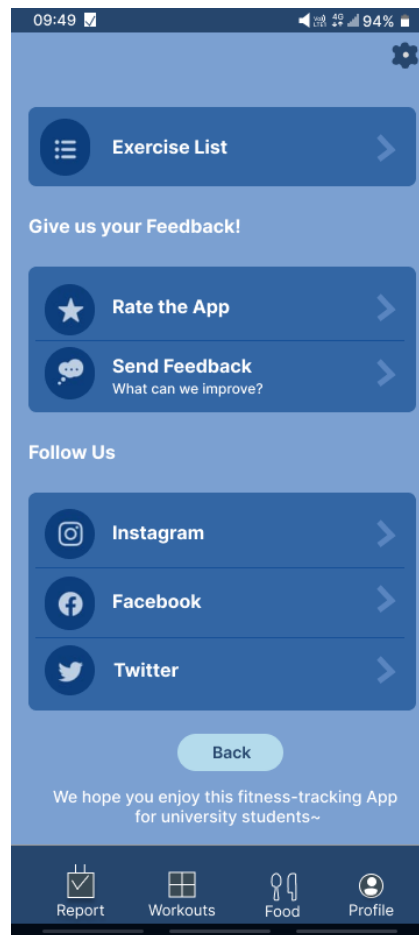 09:49
4G 94%
Exercise List
Give us your Feedback!
Rate the App
Send Feedback
What can we improve?
Follow Us
Instagram
Facebook
Twitter
Back
We hope you enjoy this fitness-tracking App
for university students~
Report Workouts Food Profile